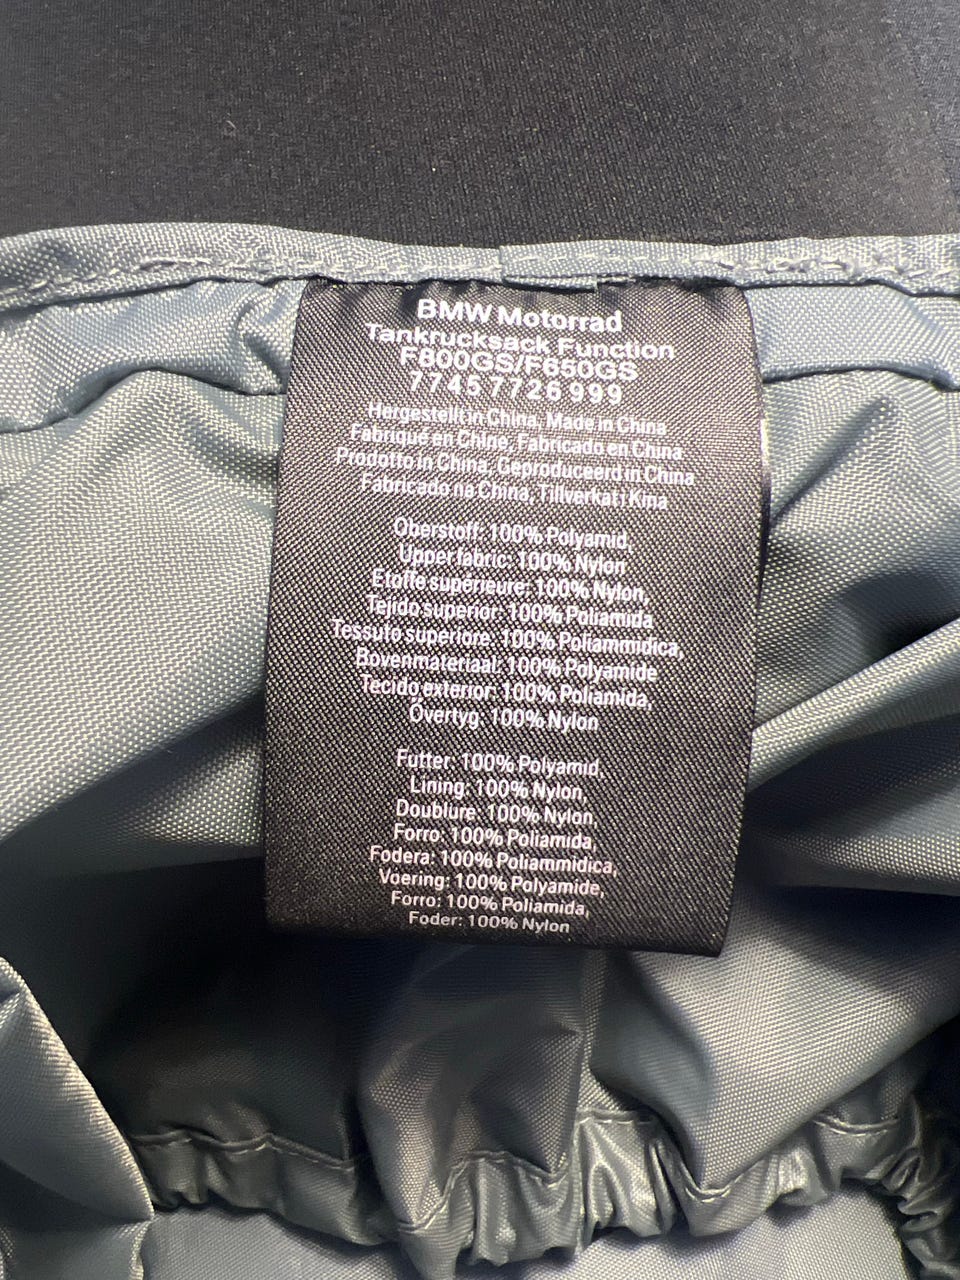 BMW Motorrad
Tankrucksack Function
F800GS/F650GS
77457726999
Hergestellt in China, Made in China
Fabriqué en Chine, Fabricado en China
Prodotto in China, Geproduceerd in China
Fabricado na China, Tillverkat i Kina
Oberstoff: 100% Polyamid,
Upper fabric: 100% Nylon
Etoffe supérieure: 100% Nylon,
Tejido superior: 100% Poliamida
Tessuto superiore, 100% Poliammidica,
Bovenmateriaal: 100% Polyamide
Tecido exterior: 100% Poliamida,
Övertyg: 100% Nylon
Futter: 100% Polyamid,
Lining: 100% Nylon,
Doublure: 100% Nylon,
Forro: 100% Poliamida,
Fodera: 100% Poliammidica,
Voering: 100% Polyamide,
Forro: 100% Poliamida,
Foder: 100% Nylon